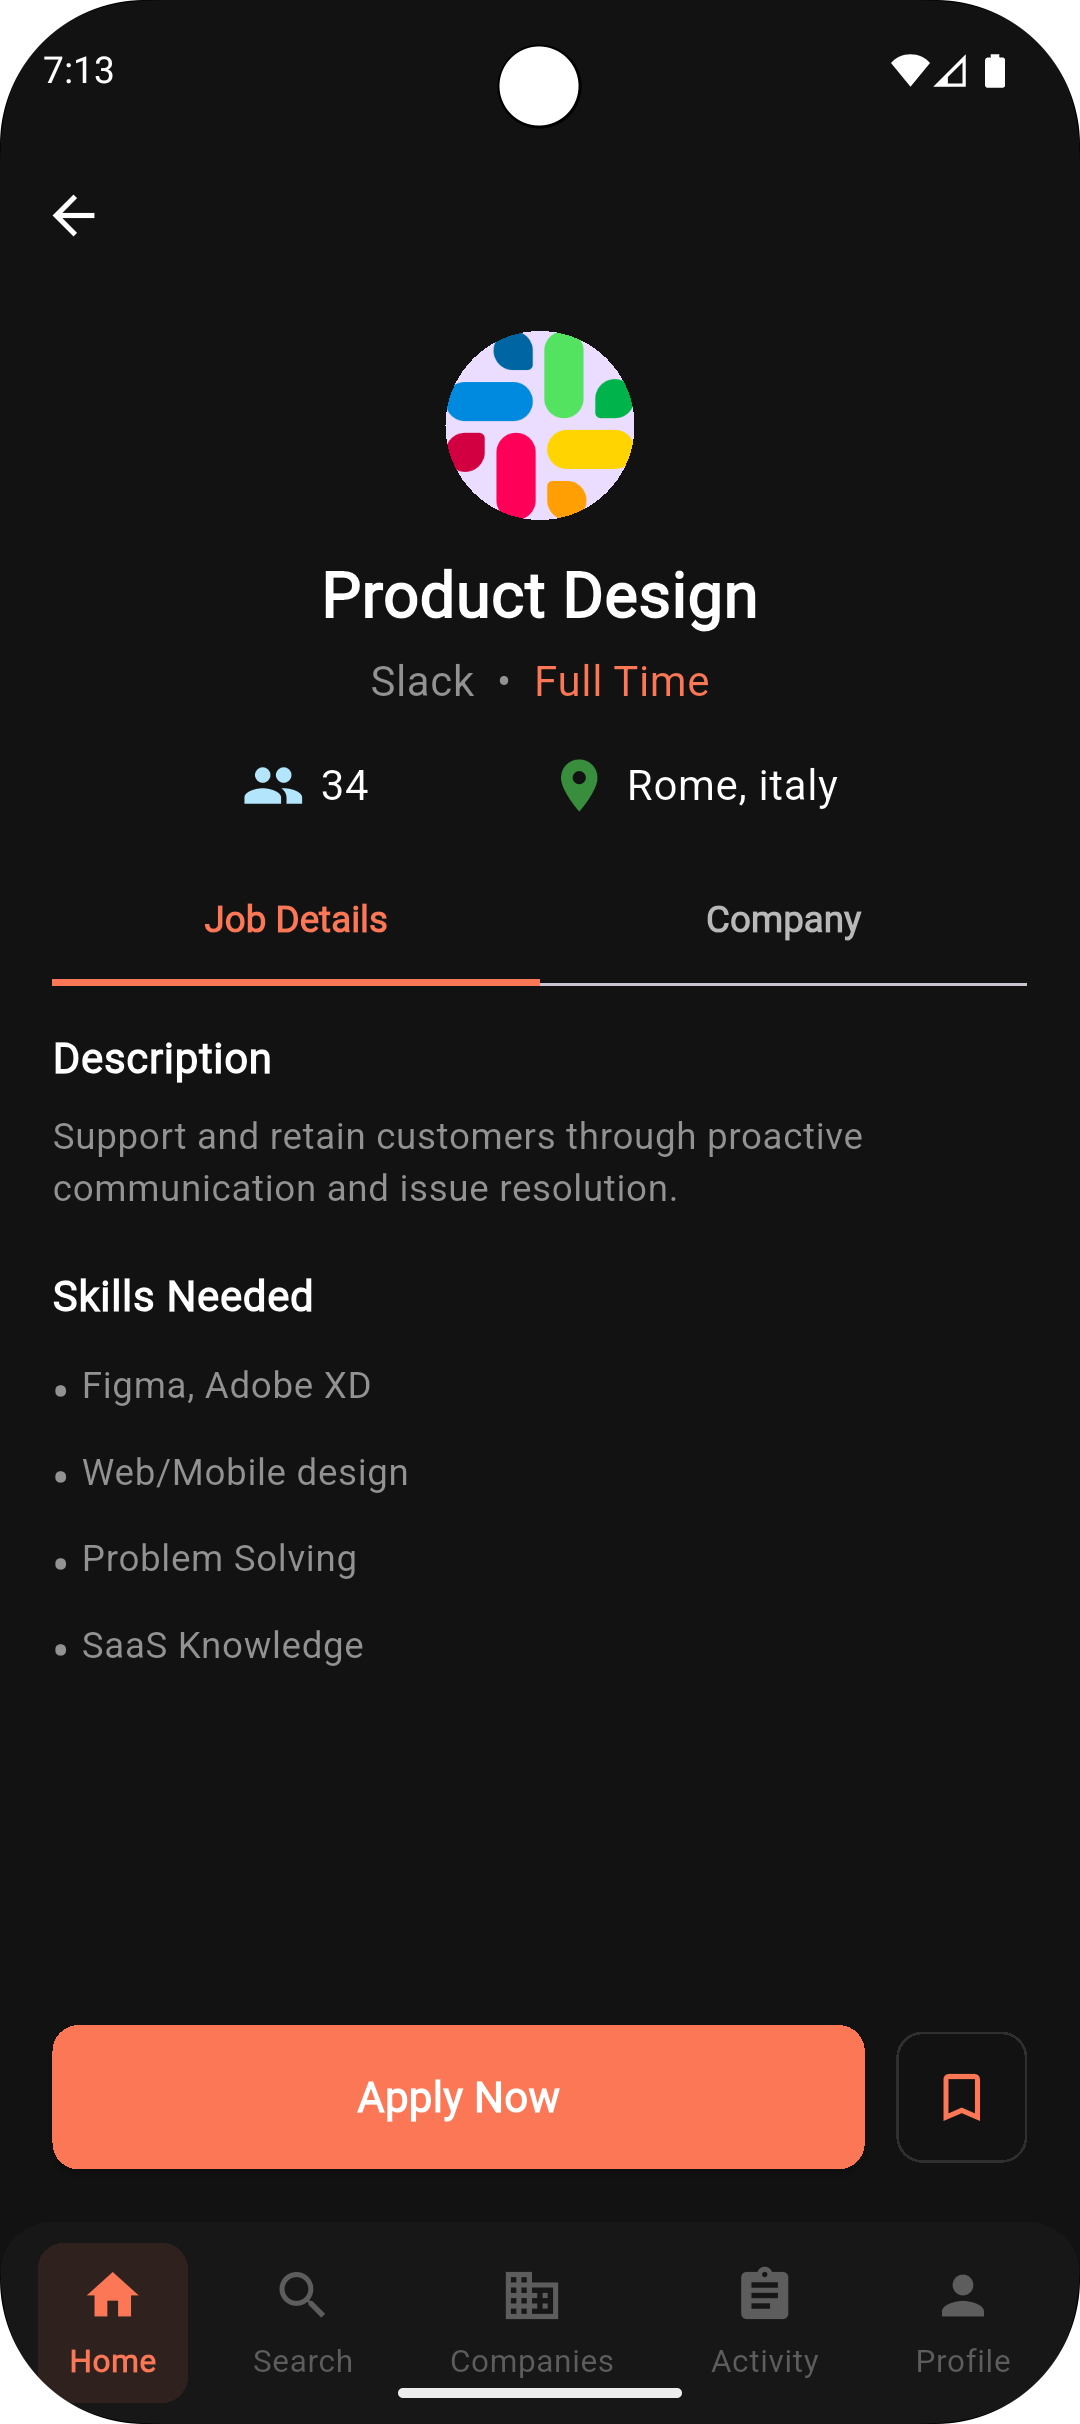 7:13
Product Design
Slack • Full Time
34
Rome, italy
Job Details
Company
Description
Support and retain customers through proactive
communication and issue resolution.
Skills Needed
• Figma, Adobe XD
• Web/Mobile design
• Problem Solving
• SaaS Knowledge
Apply Now
Home
Search
Companies
Activity
Profile